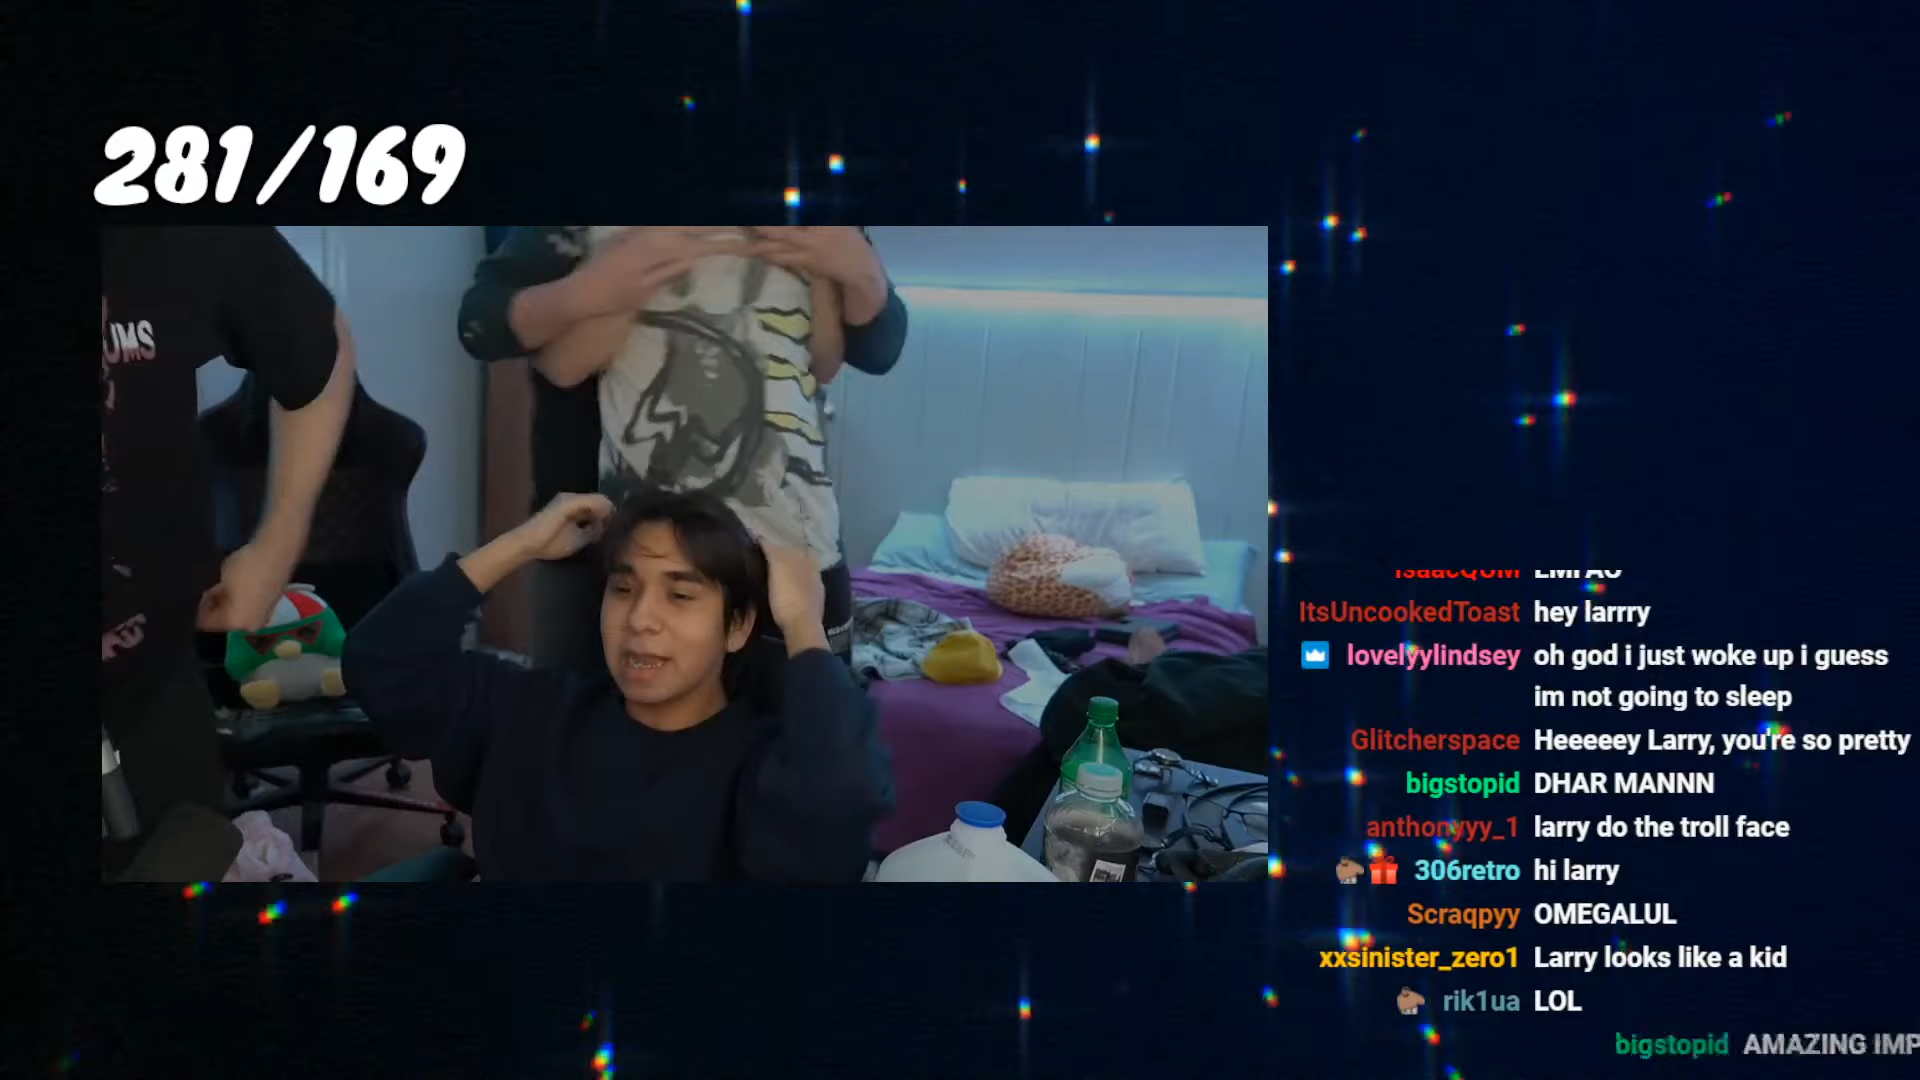 281/169
UMS
ItsUncookedToast hey larrry
lovelyylindsey oh god i just woke up i guess
im not going to sleep
Glitcherspace Heeeeey Larry, you're so pretty
bigstopid DHAR MANNN
anthonyyy_1 larry do the troll face
306retro hi larry
Scraqpyy OMEGALUL
xxsinister_zero1 Larry looks like a kid
rik1ua LOL
bigstopid AMAZING IMP